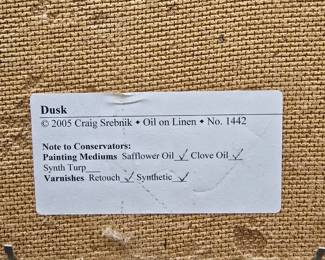 Dusk
© 2005 Craig Srebnik • Oil on Linen • No. 1442
Note to Conservators:
Painting Mediums Safflower Oil ✓ Clove Oil ✓
Synth Turp___
Varnishes Retouch ✓ Synthetic ✓